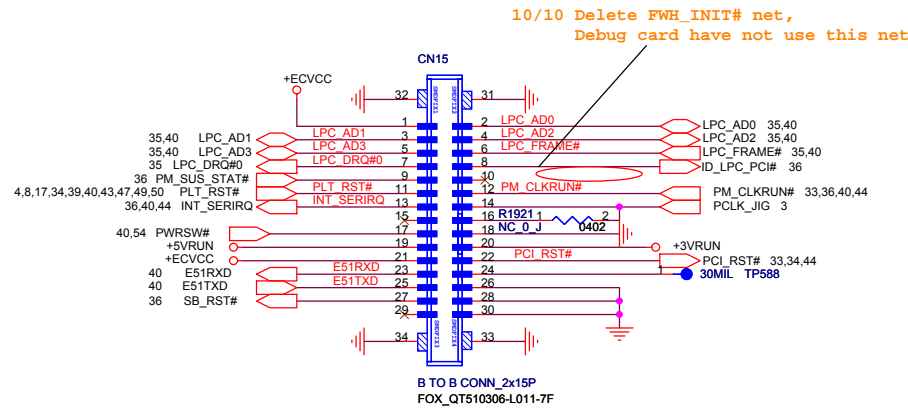 10/10 Delete FWH_INIT# net,
Debug card have not use this net
CN15
+ECVCC
32 31
SMDFIX1 SMDFIX2
1 2 LPC_AD0 LPC_AD0 35,40
35,40 LPC_AD1 LPC_AD1 3 4 LPC_AD2 LPC_AD2 35,40
35,40 LPC_AD3 LPC_AD3 5 6 LPC_FRAME# LPC_FRAME# 35,40
35 LPC_DRQ#0 LPC_DRQ#0 7 8 ID_LPC_PCI# 36
36 PM_SUS_STAT# 9 10
4,8,17,34,39,40,43,47,49,50 PLT_RST# PLT_RST# 11 12 PM_CLKRUN# PM_CLKRUN# 33,36,40,44
36,40,44 INT_SERIRQ INT_SERIRQ 13 14 PCLK_JIG 3
15 16 R1921 1 2
NC_0_J 0402
40,54 PWRSW# 17 18
+5VRUN 19 20 +3VRUN
+ECVCC 21 22 PCI_RST# PCI_RST# 33,34,44
40 E51RXD E51RXD 23 24 1 30MIL TP588
40 E51TXD E51TXD 25 26
36 SB_RST# 27 28
29 30
SMDFIX3 SMDFIX4
34 33
B TO B CONN_2x15P
FOX_QT510306-L011-7F